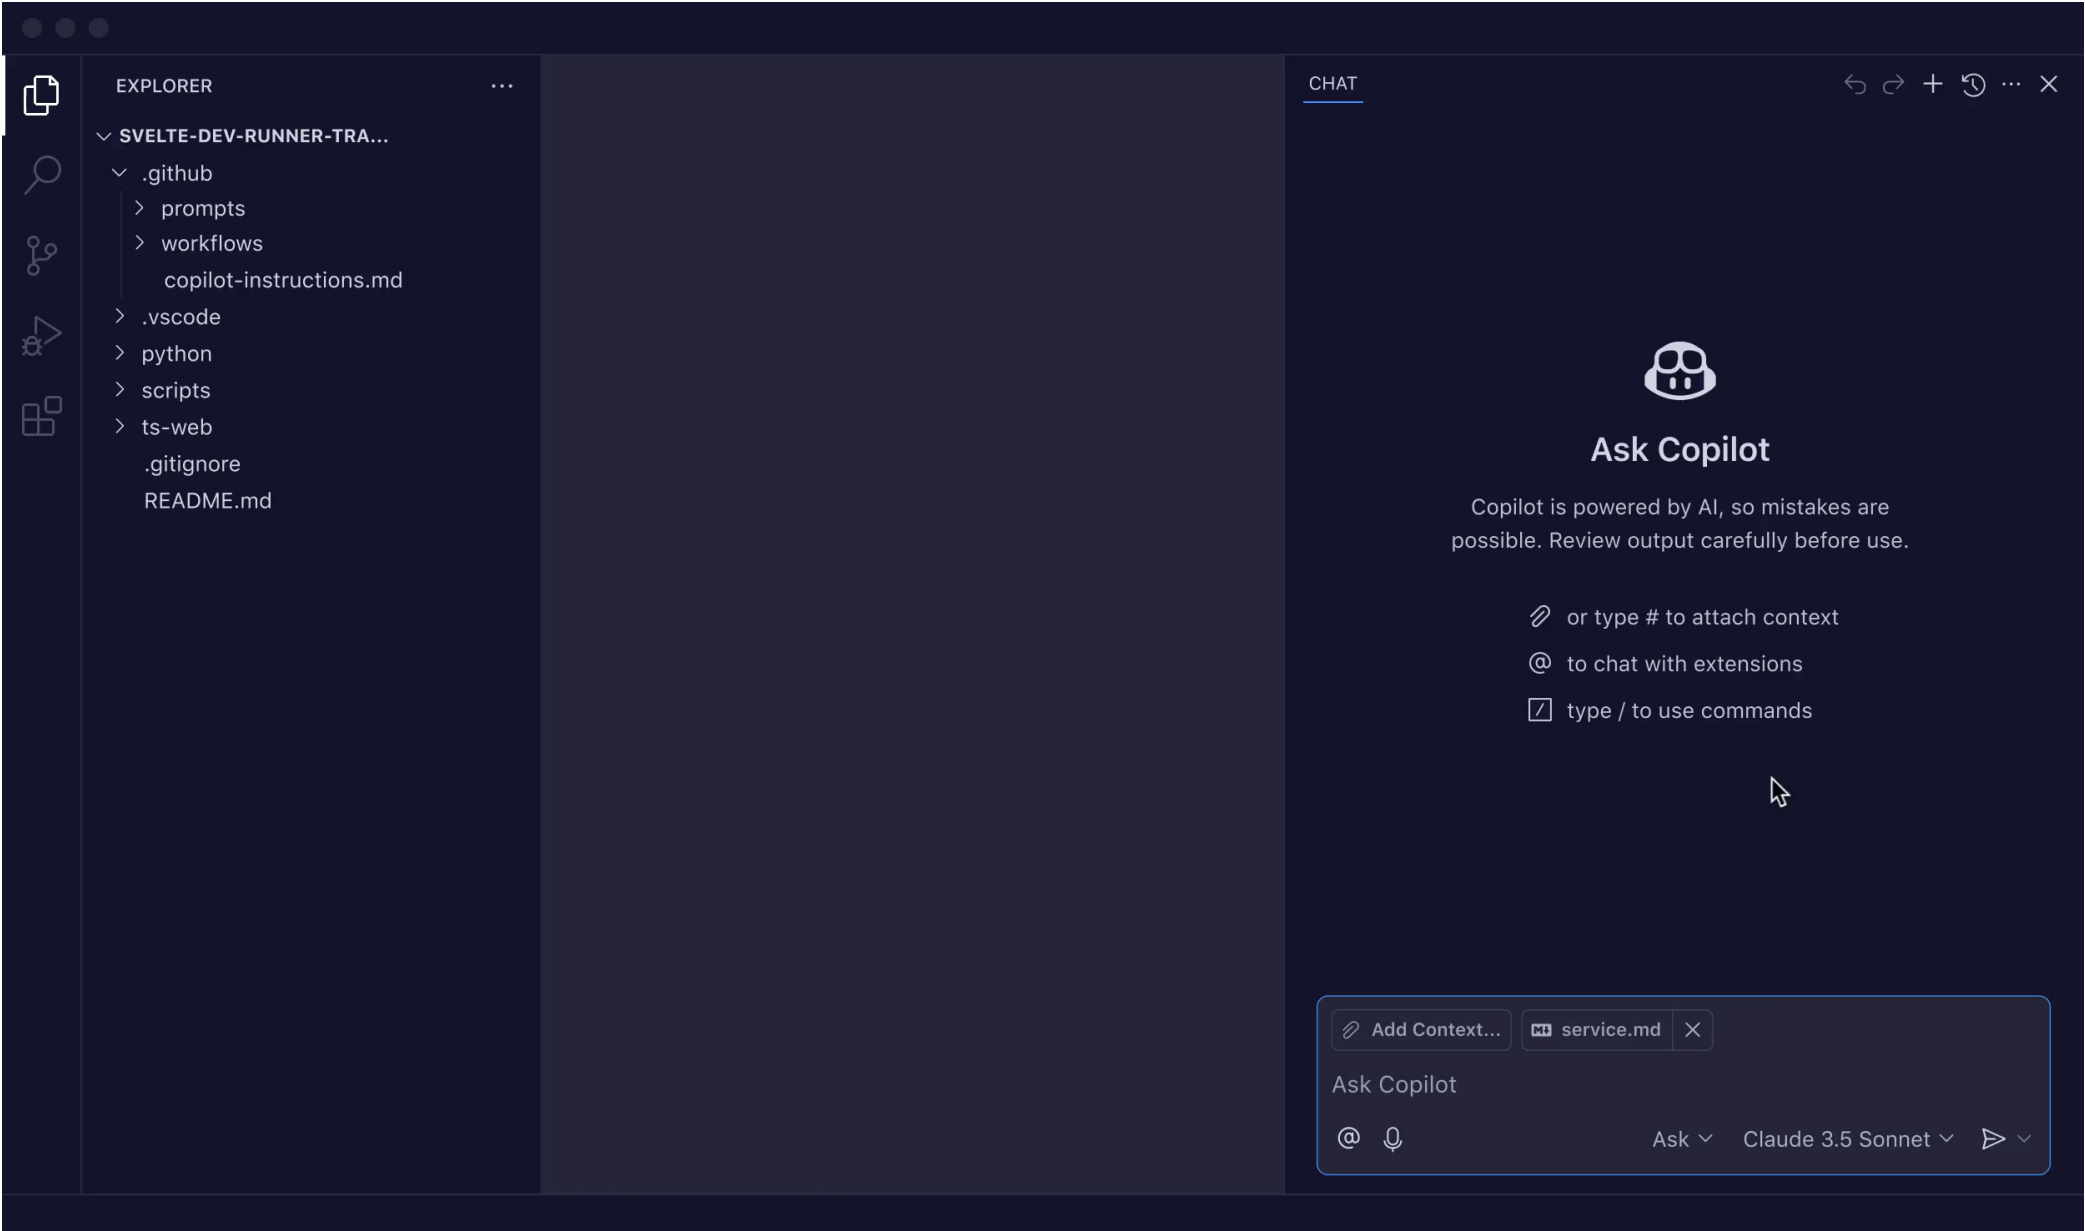 EXPLORER
SVELTE-DEV-RUNNER-TRA...
.github
prompts
workflows
copilot-instructions.md
.vscode
python
scripts
ts-web
.gitignore
README.md
CHAT
Ask Copilot
Copilot is powered by AI, so mistakes are
possible. Review output carefully before use.
or type # to attach context
@ to chat with extensions
type / to use commands
Add Context...
service.md
Ask Copilot
@
Ask
Claude 3.5 Sonnet